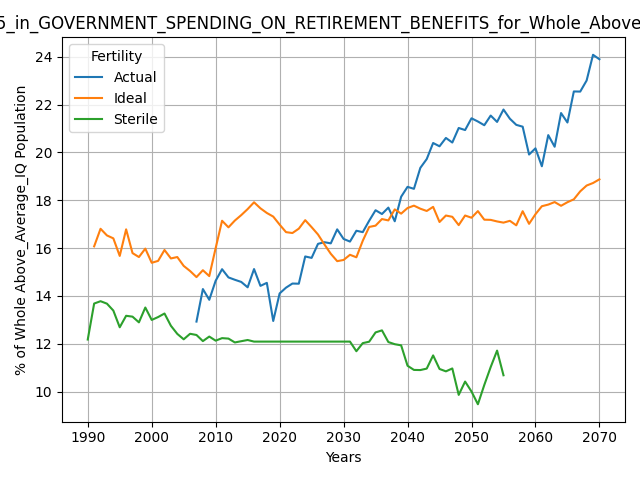 5_in_GOVERNMENT_SPENDING_ON_RETIREMENT_BENEFITS_for_Whole_Above
Fertility
Actual
Ideal
Sterile
% of Whole Above_Average_IQ Population
24
22
20
18
16
14
12
10
1990 2000 2010 2020 2030 2040 2050 2060 2070
Years